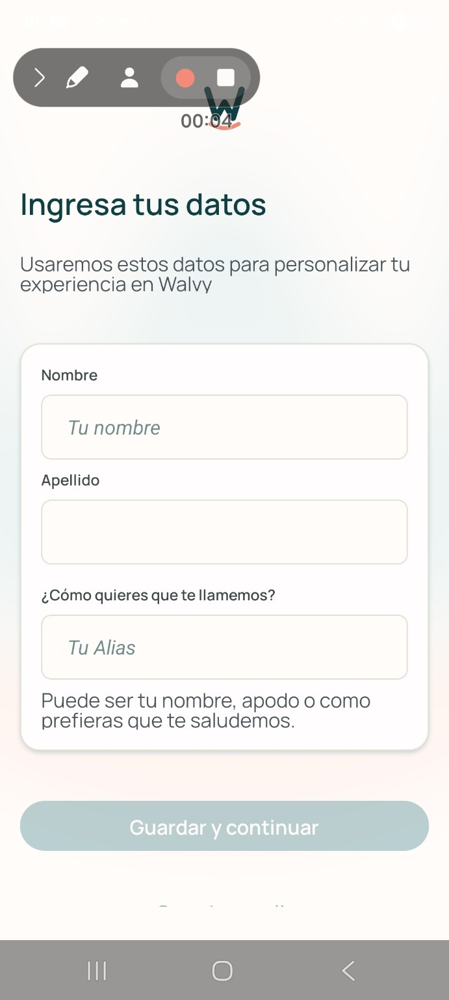 W
00:04
Ingresa tus datos
Usaremos estos datos para personalizar tu
experiencia en Walvy
Nombre
Tu nombre
Apellido
¿Cómo quieres que te llamemos?
Tu Alias
Puede ser tu nombre, apodo o como
prefieras que te saludemos.
Guardar y continuar